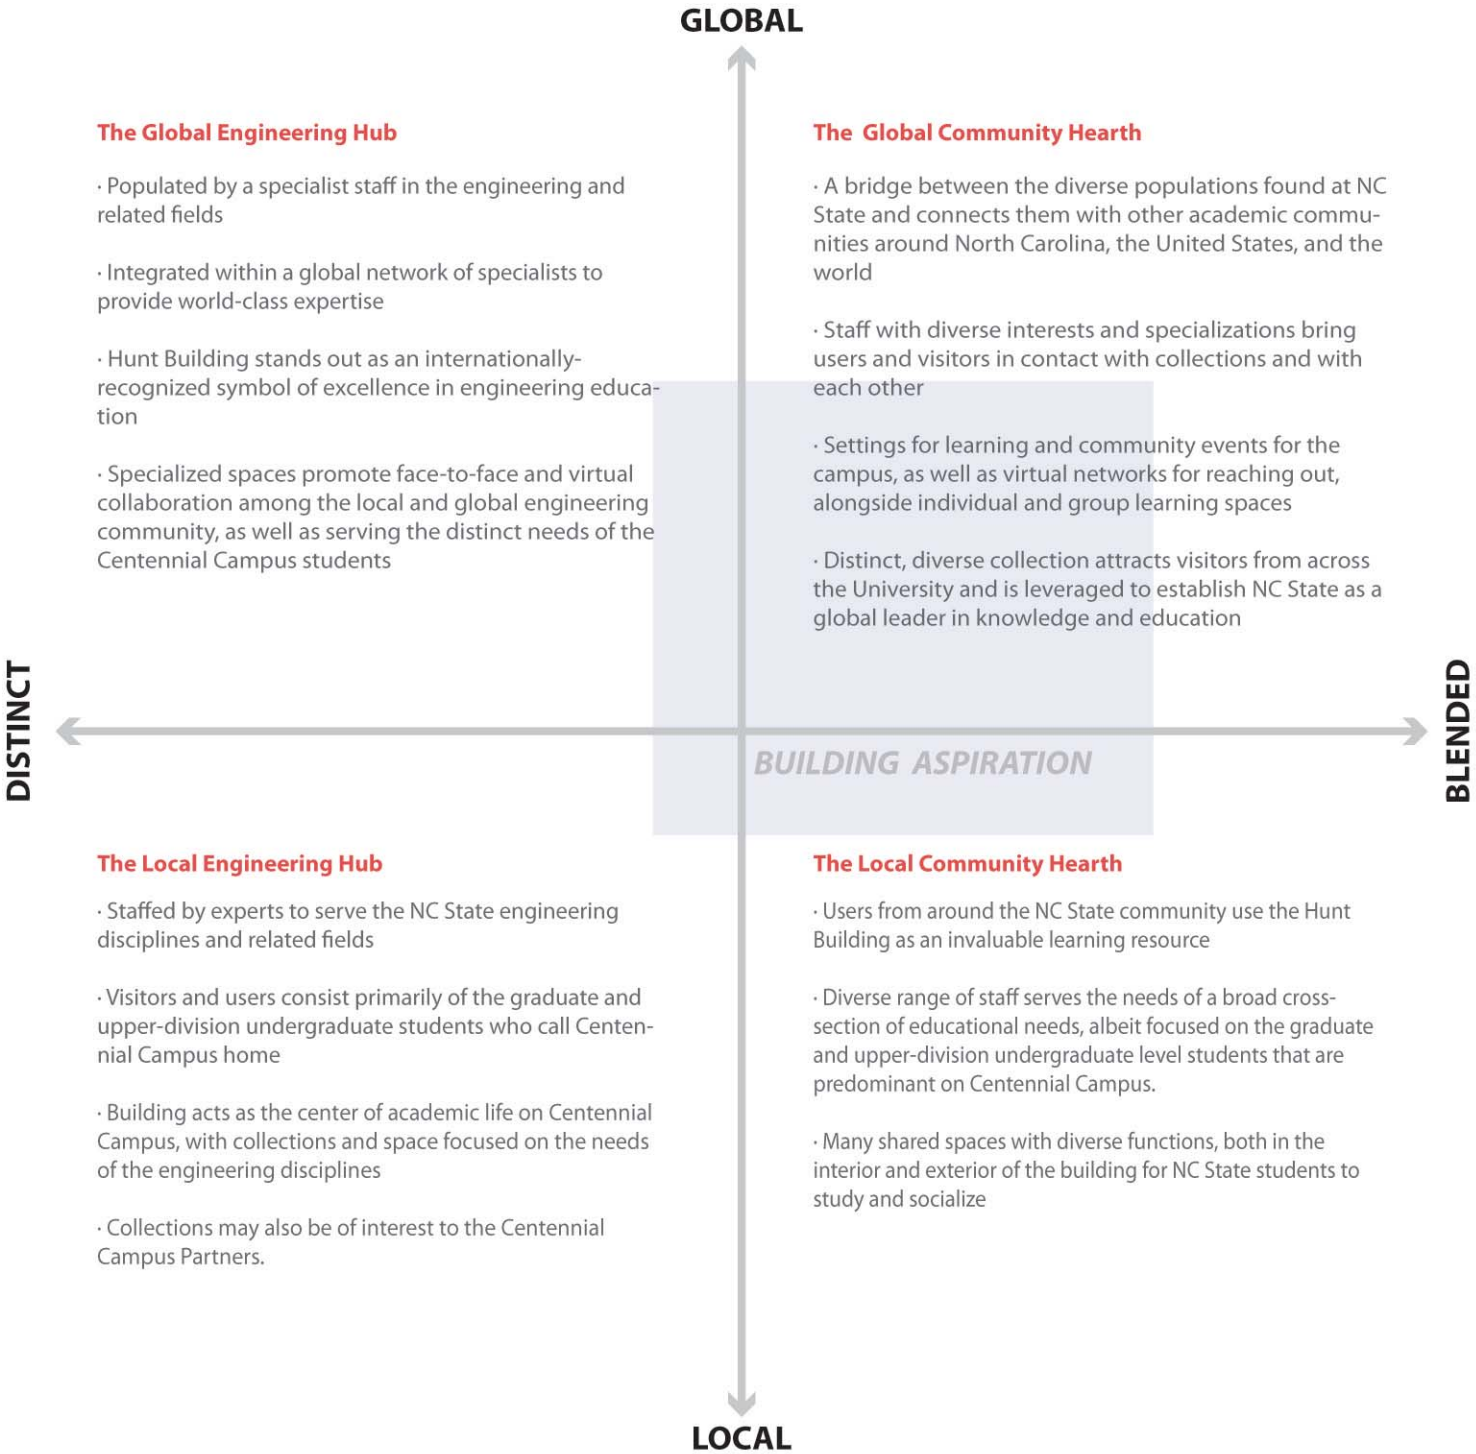 GLOBAL
The Global Engineering Hub
· Populated by a specialist staff in the engineering and
related fields
· Integrated within a global network of specialists to
provide world-class expertise
· Hunt Building stands out as an internationally-
recognized symbol of excellence in engineering educa-
tion
· Specialized spaces promote face-to-face and virtual
collaboration among the local and global engineering
community, as well as serving the distinct needs of the
Centennial Campus students
The Global Community Hearth
· A bridge between the diverse populations found at NC
State and connects them with other academic commu-
nities around North Carolina, the United States, and the
world
· Staff with diverse interests and specializations bring
users and visitors in contact with collections and with
each other
· Settings for learning and community events for the
campus, as well as virtual networks for reaching out,
alongside individual and group learning spaces
· Distinct, diverse collection attracts visitors from across
the University and is leveraged to establish NC State as a
global leader in knowledge and education
DISTINCT
BLENDED
BUILDING ASPIRATION
The Local Engineering Hub
· Staffed by experts to serve the NC State engineering
disciplines and related fields
· Visitors and users consist primarily of the graduate and
upper-division undergraduate students who call Centen-
nial Campus home
· Building acts as the center of academic life on Centennial
Campus, with collections and space focused on the needs
of the engineering disciplines
· Collections may also be of interest to the Centennial
Campus Partners.
The Local Community Hearth
· Users from around the NC State community use the Hunt
Building as an invaluable learning resource
· Diverse range of staff serves the needs of a broad cross-
section of educational needs, albeit focused on the graduate
and upper-division undergraduate level students that are
predominant on Centennial Campus.
· Many shared spaces with diverse functions, both in the
interior and exterior of the building for NC State students to
study and socialize
LOCAL